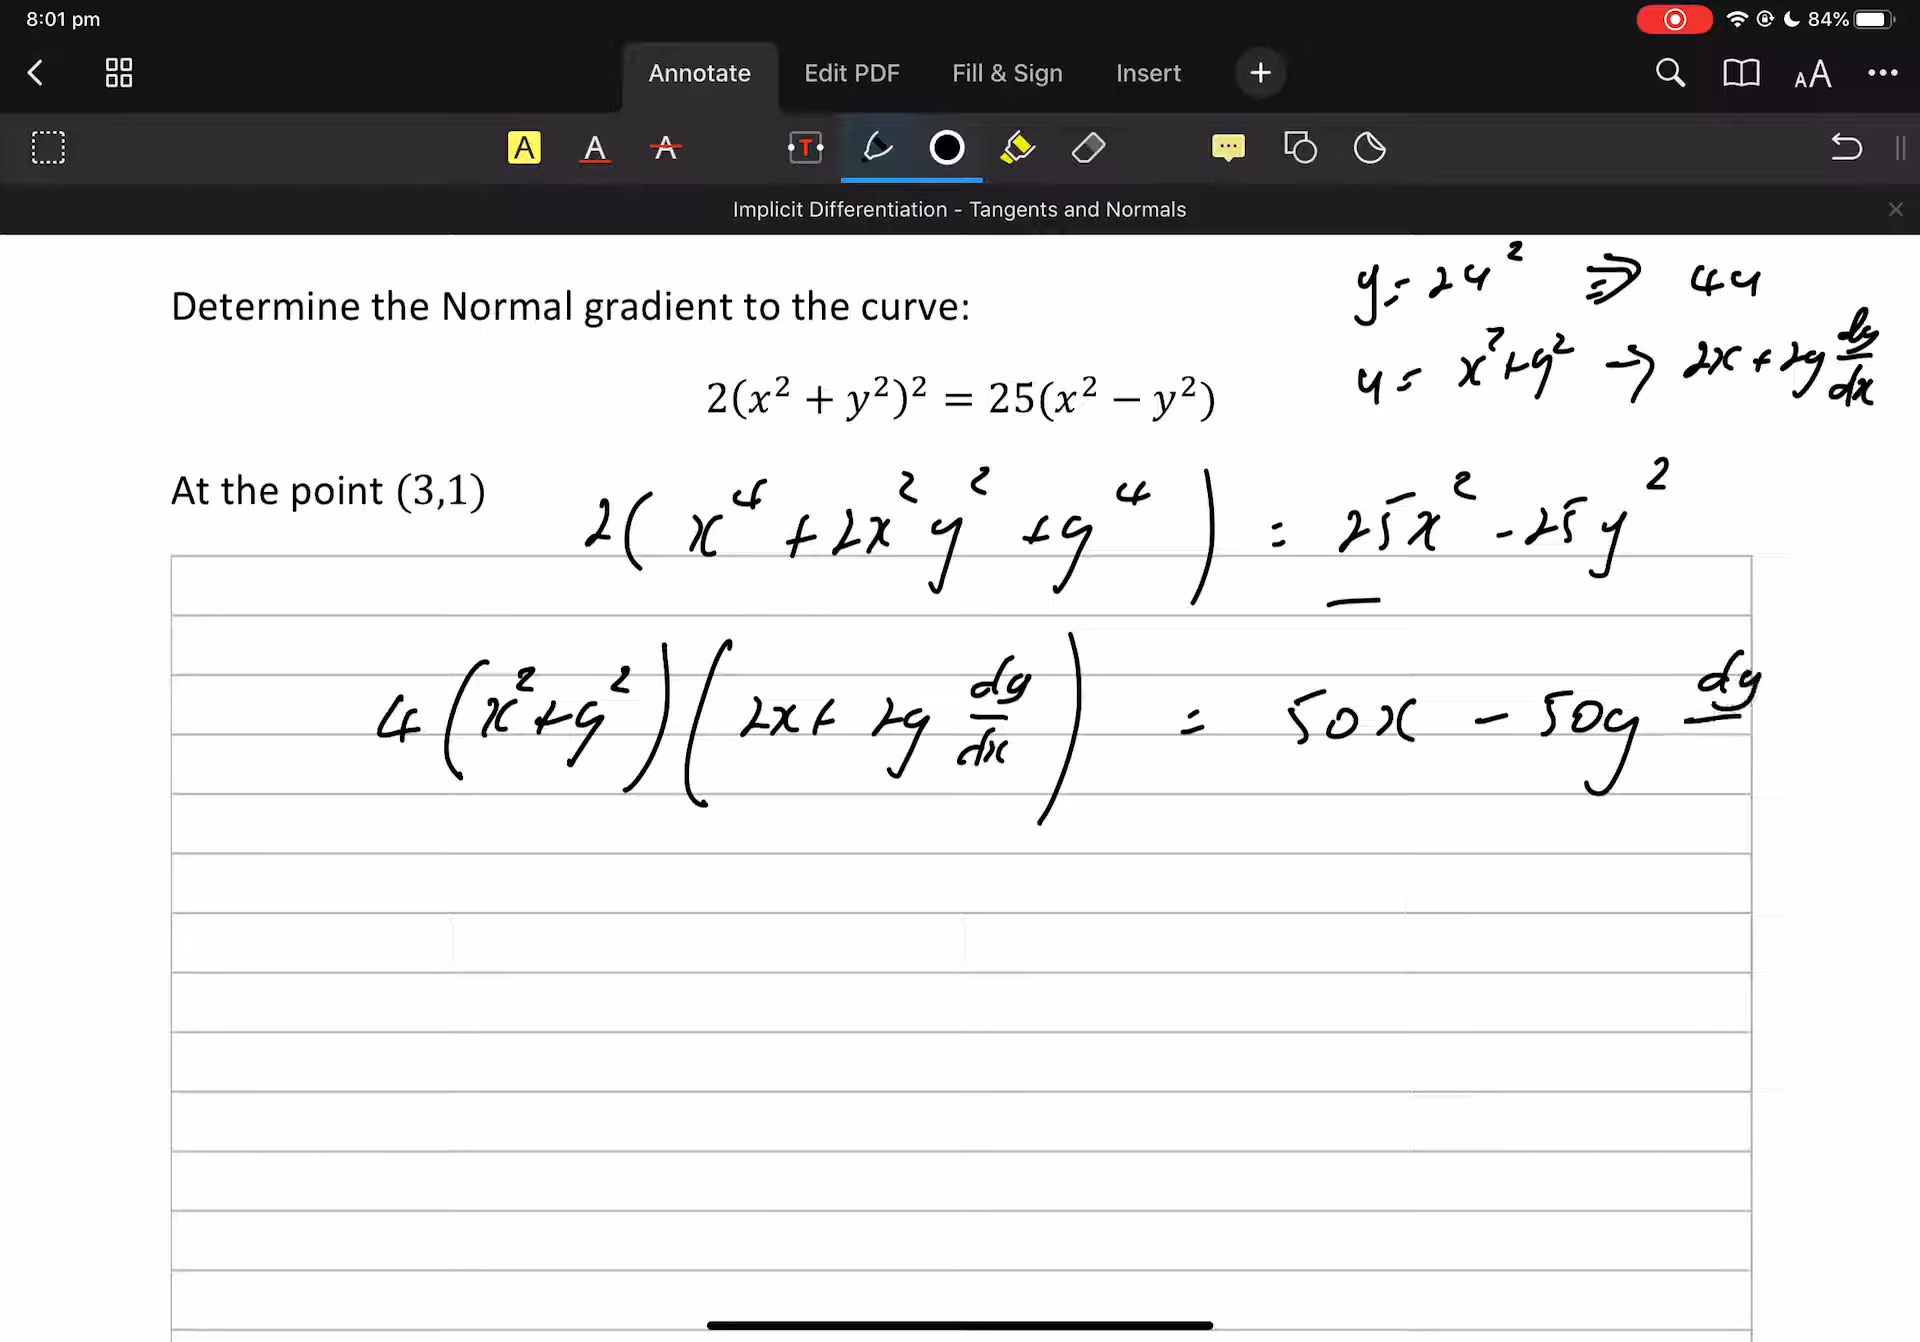 8:01 pm
84%
Annotate
Edit PDF
Fill & Sign
Insert
Implicit Differentiation - Tangents and Normals
y = 2u² ⇒ 4u
Determine the Normal gradient to the curve:
u = x² + y² → 2x + 2y dy/dx
2(x² + y²)² = 25(x² − y²)
At the point (3,1)
2(x⁴ + 2x²y² + y⁴) = 25x² - 25y²
4(x² + y²)(2x + 2y dy/dx) = 50x - 50y dy